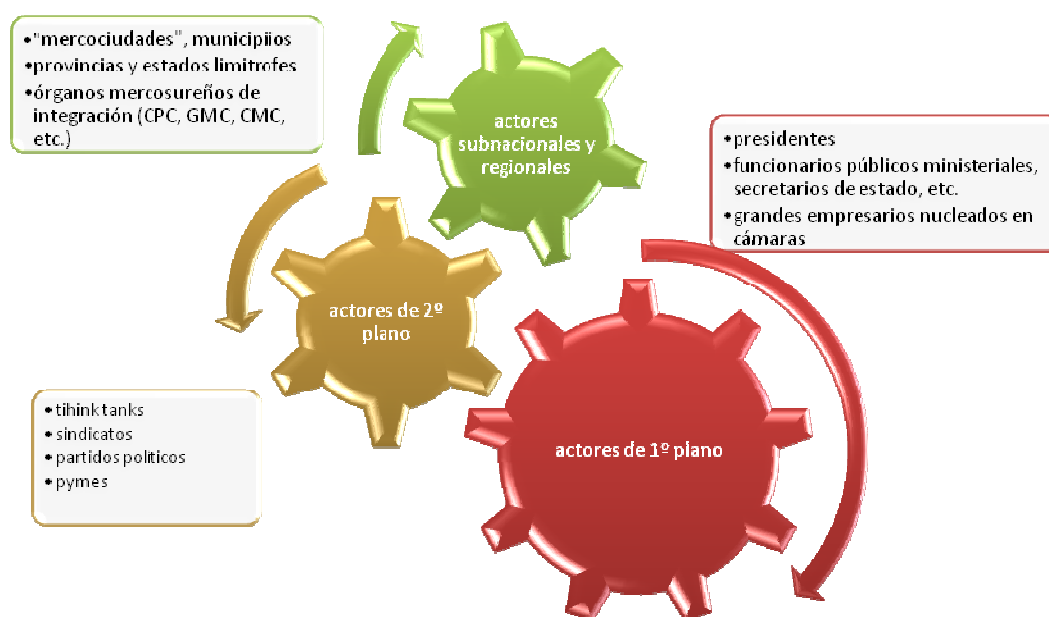 •"mercociudades", municipiios
•provincias y estados limitrofes
•órganos mercosureños de
integración (CPC, GMC, CMC,
etc.)
actores
subnacionales y
regionales
•presidentes
•funcionarios públicos ministeriales,
secretarios de estado, etc.
•grandes empresarios nucleados en
cámaras
actores de 2º
plano
•tihink tanks
•sindicatos
•partidos politicos
•pymes
actores de 1º plano